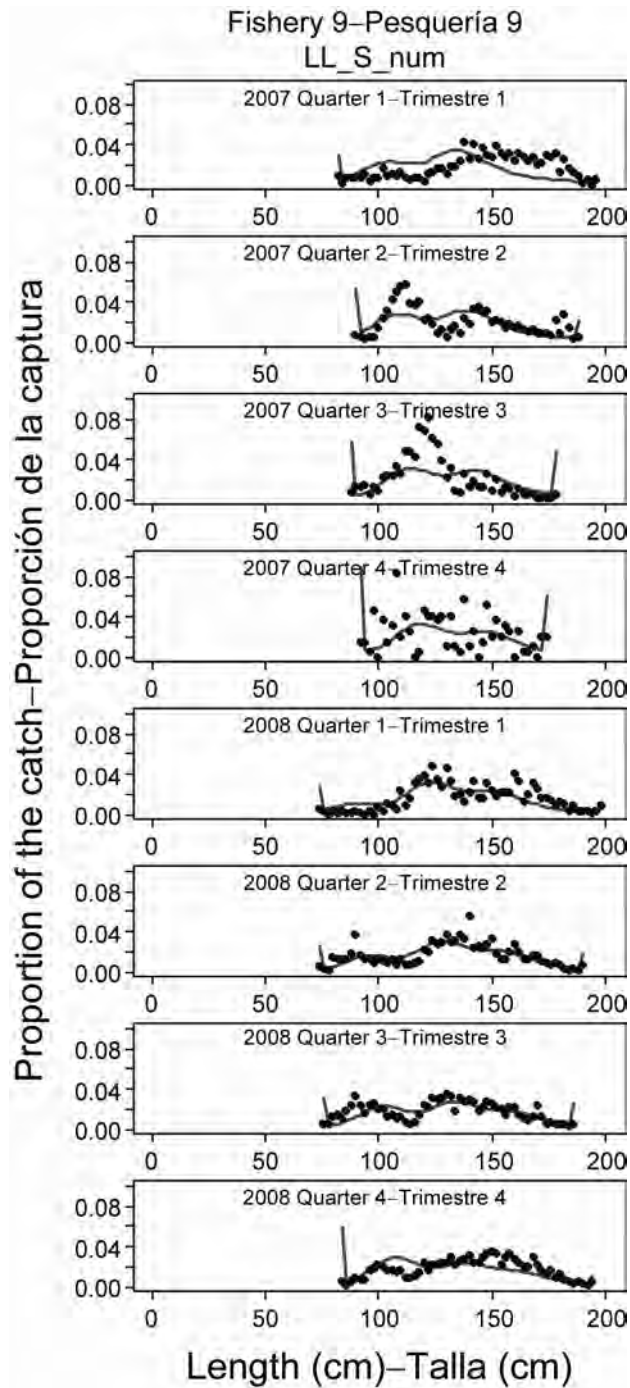 Fishery 9–Pesquería 9
LL_S_num
Proportion of the catch–Proporción de la captura
2007 Quarter 1–Trimestre 1
0.08
0.04
0.00
0 50 100 150 200
2007 Quarter 2–Trimestre 2
0.08
0.04
0.00
0 50 100 150 200
2007 Quarter 3–Trimestre 3
0.08
0.04
0.00
0 50 100 150 200
2007 Quarter 4–Trimestre 4
0.08
0.04
0.00
0 50 100 150 200
2008 Quarter 1–Trimestre 1
0.08
0.04
0.00
0 50 100 150 200
2008 Quarter 2–Trimestre 2
0.08
0.04
0.00
0 50 100 150 200
2008 Quarter 3–Trimestre 3
0.08
0.04
0.00
0 50 100 150 200
2008 Quarter 4–Trimestre 4
0.08
0.04
0.00
0 50 100 150 200
Length (cm)–Talla (cm)